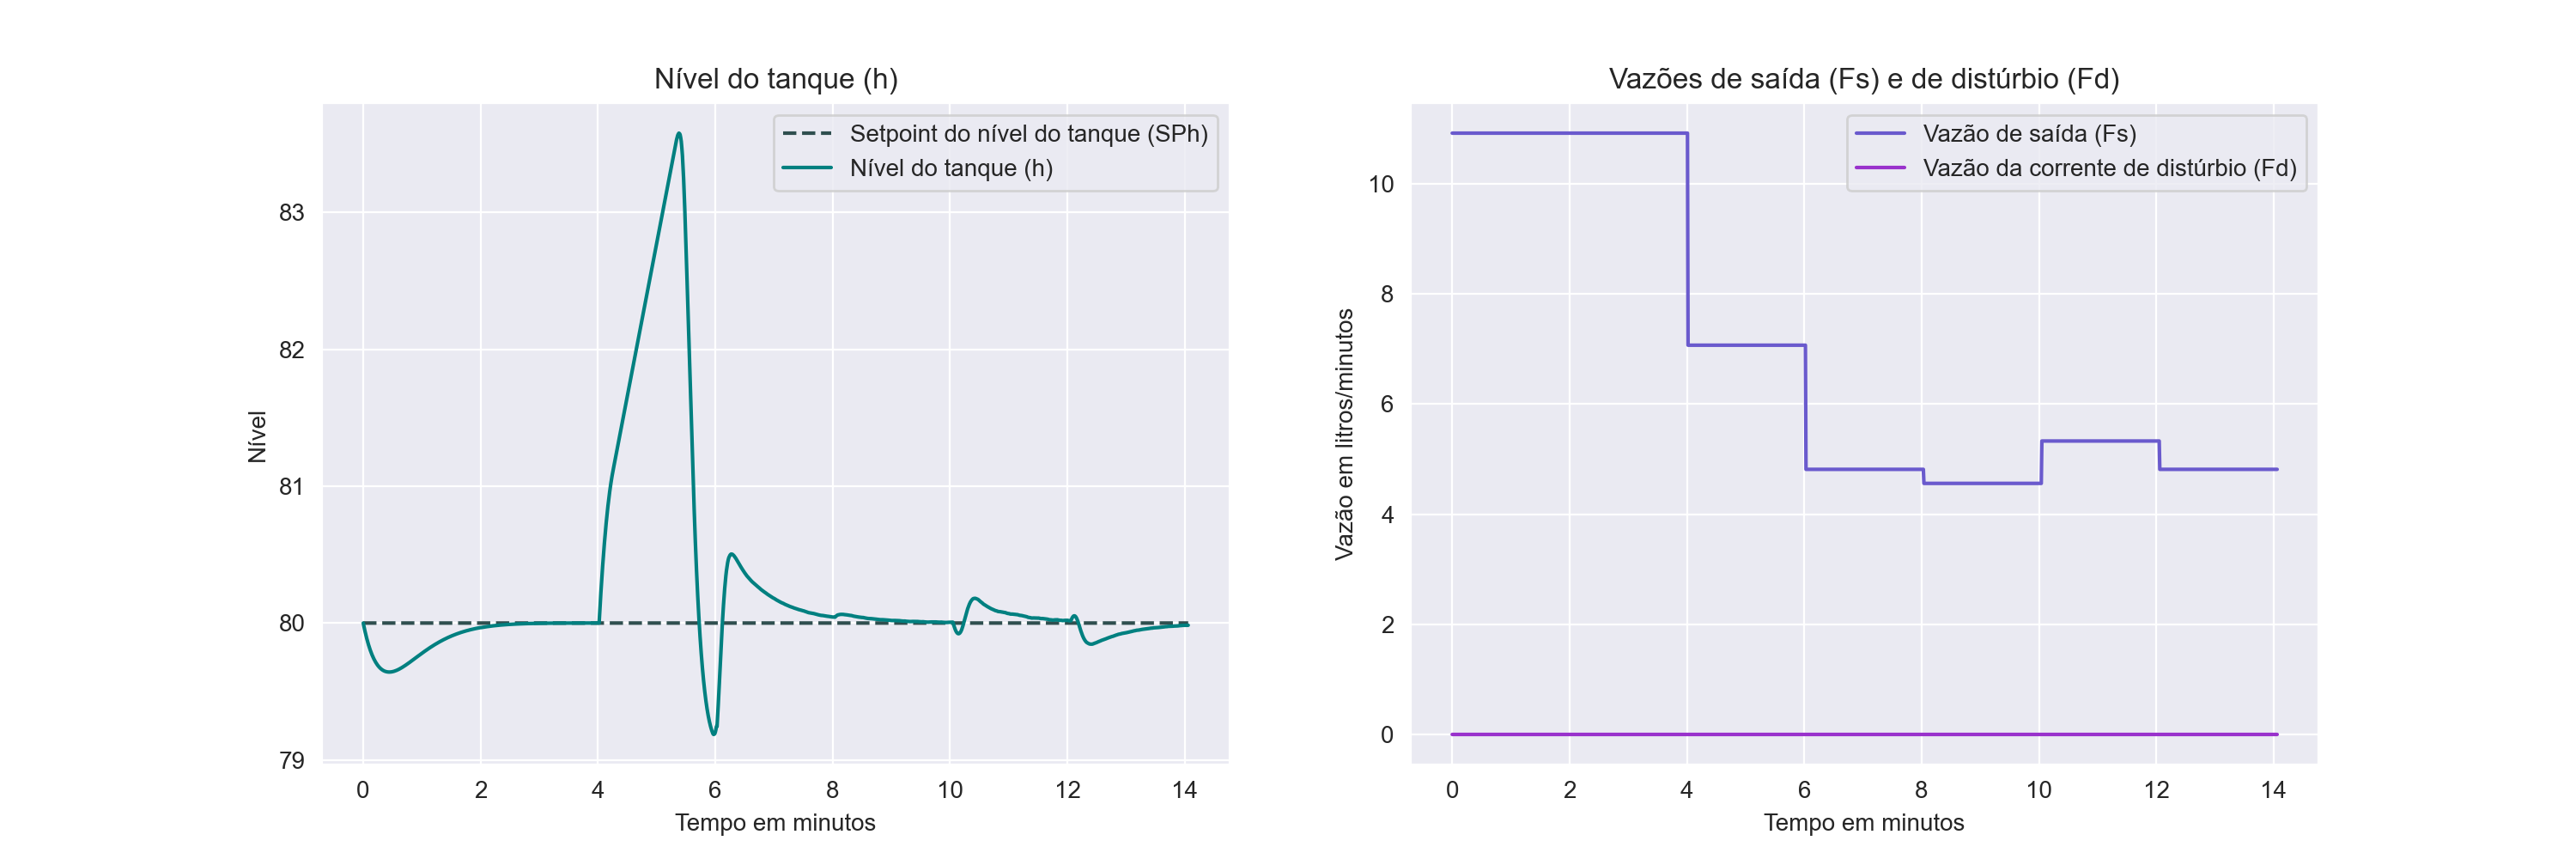 Nível do tanque (h)
Setpoint do nível do tanque (SPh)
Nível do tanque (h)
83
82
81
80
79
Nível
0 2 4 6 8 10 12 14
Tempo em minutos
Vazões de saída (Fs) e de distúrbio (Fd)
Vazão de saída (Fs)
Vazão da corrente de distúrbio (Fd)
10
8
6
4
2
0
Vazão em litros/minutos
0 2 4 6 8 10 12 14
Tempo em minutos